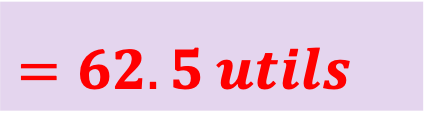 = 62.5 utils